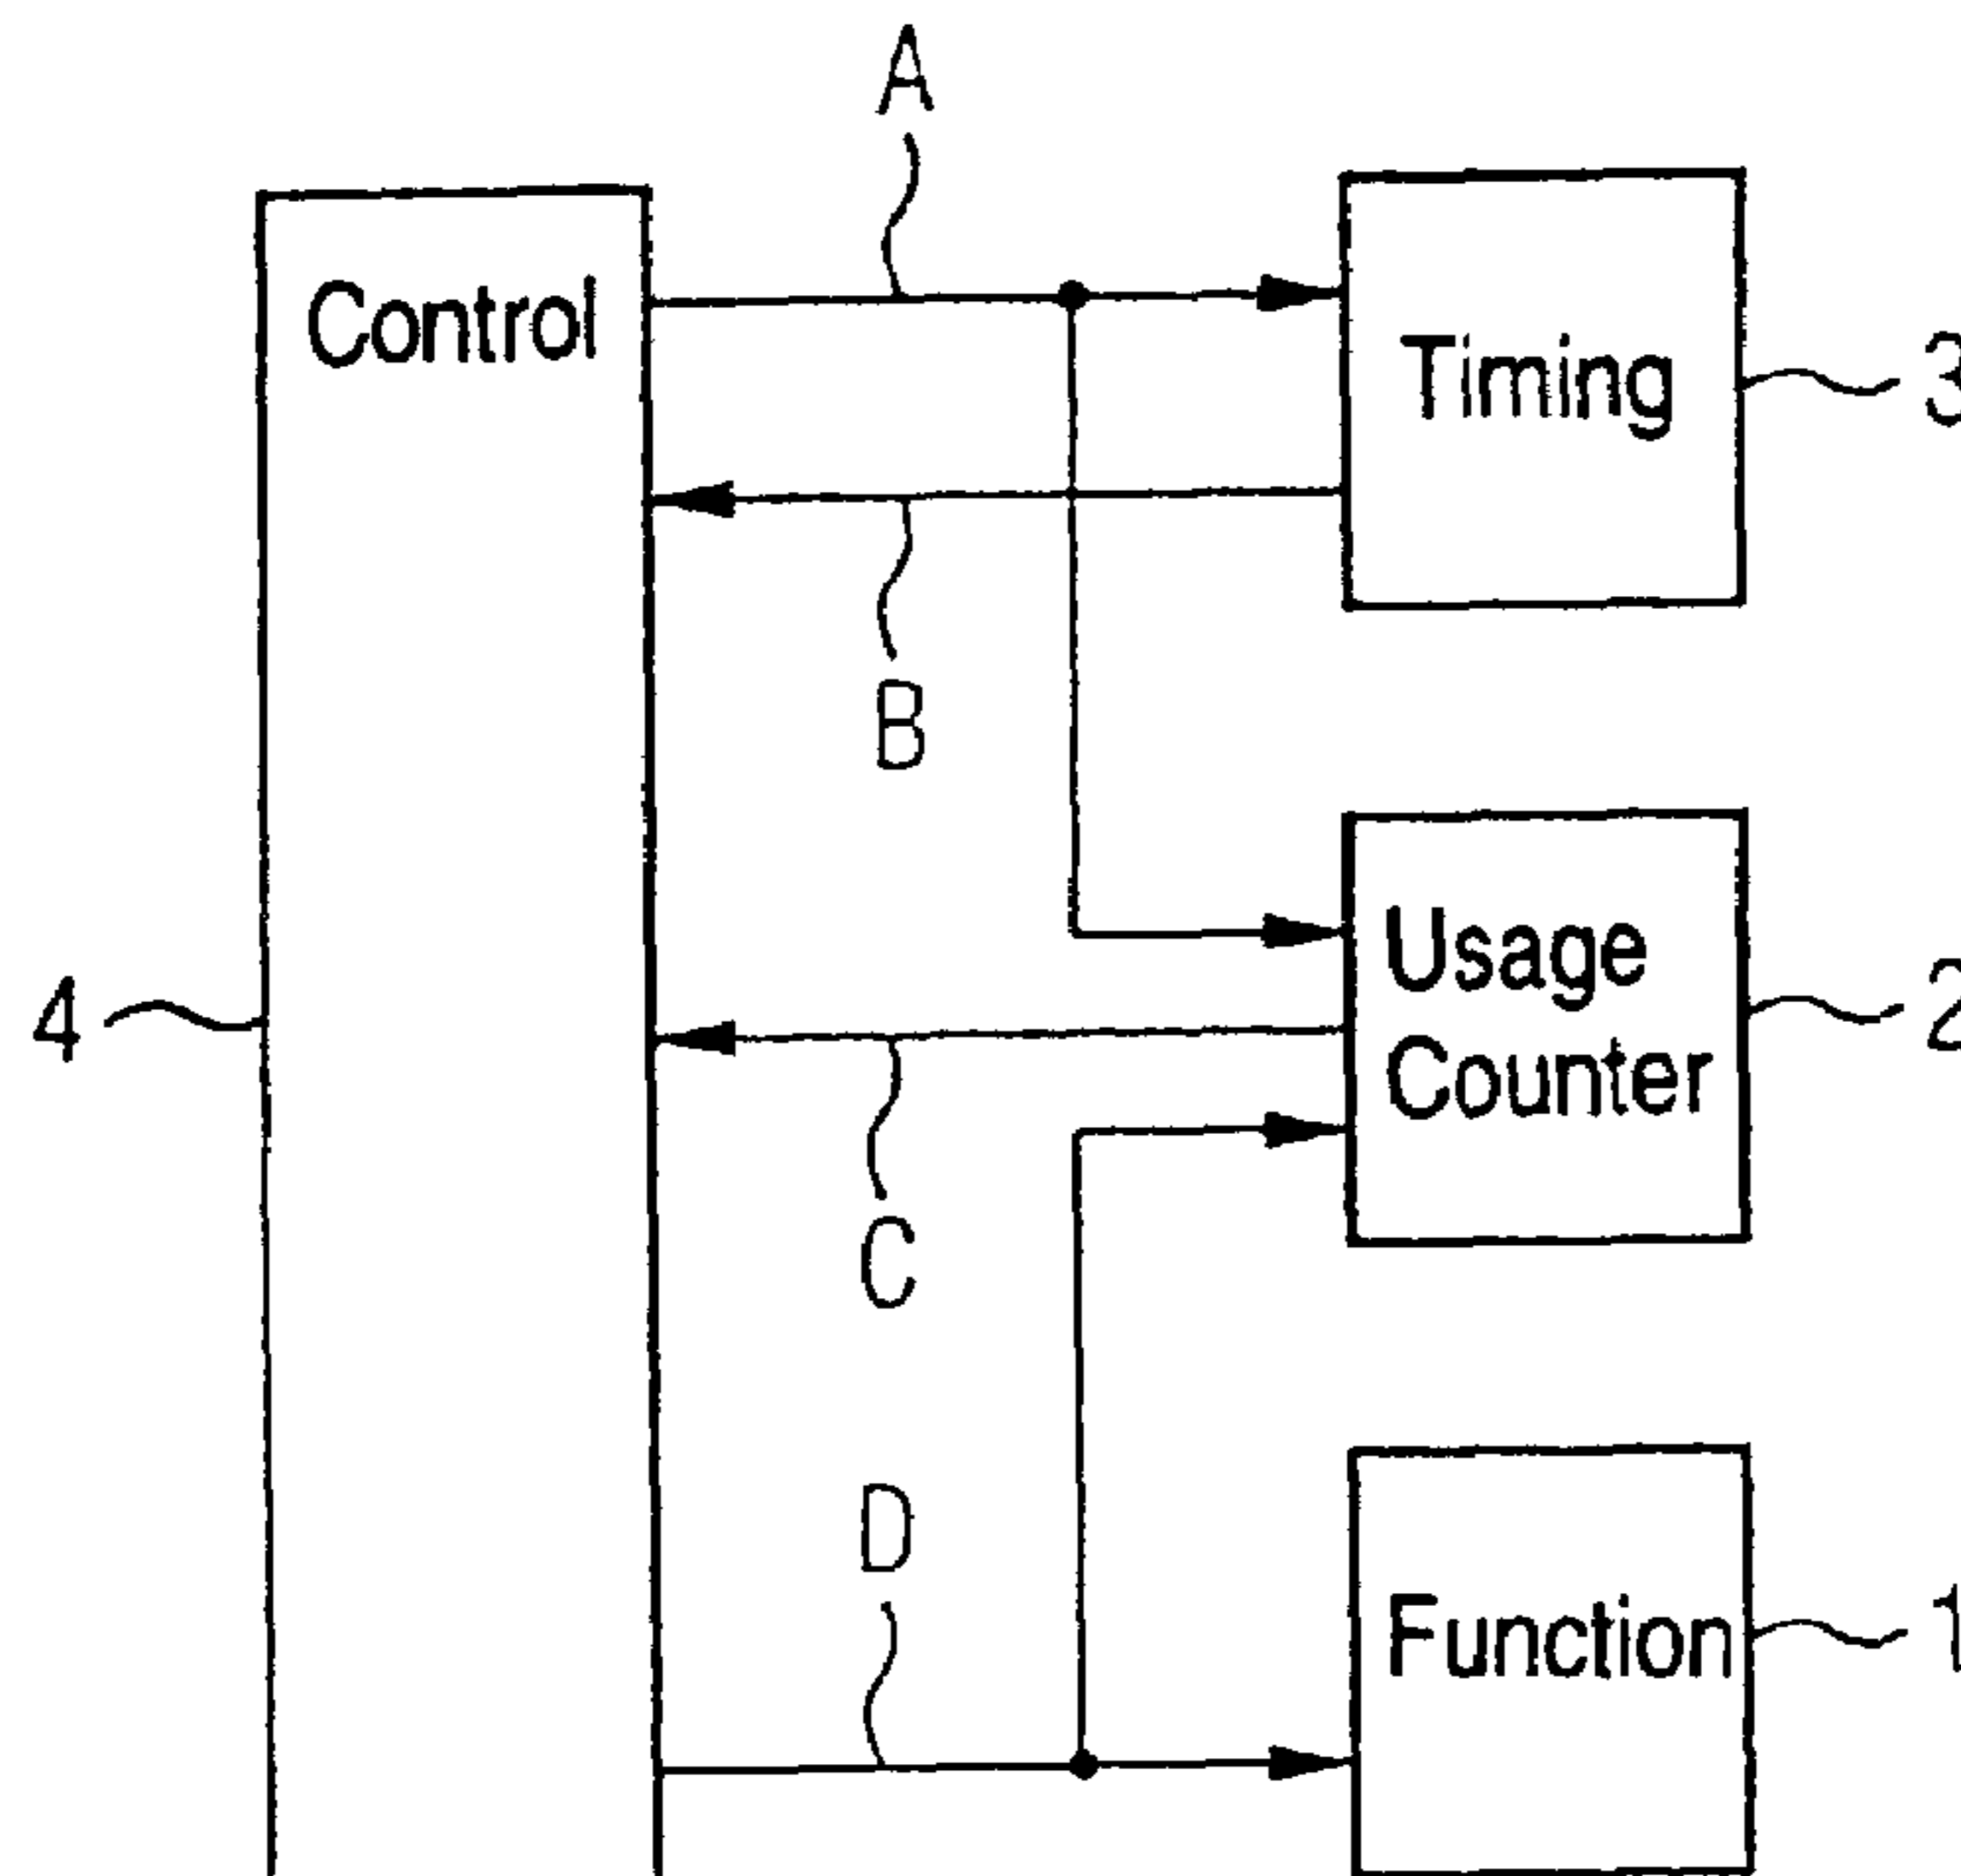 A
Control
Timing
3
B
Usage
Counter
4
2
C
D
Function
1